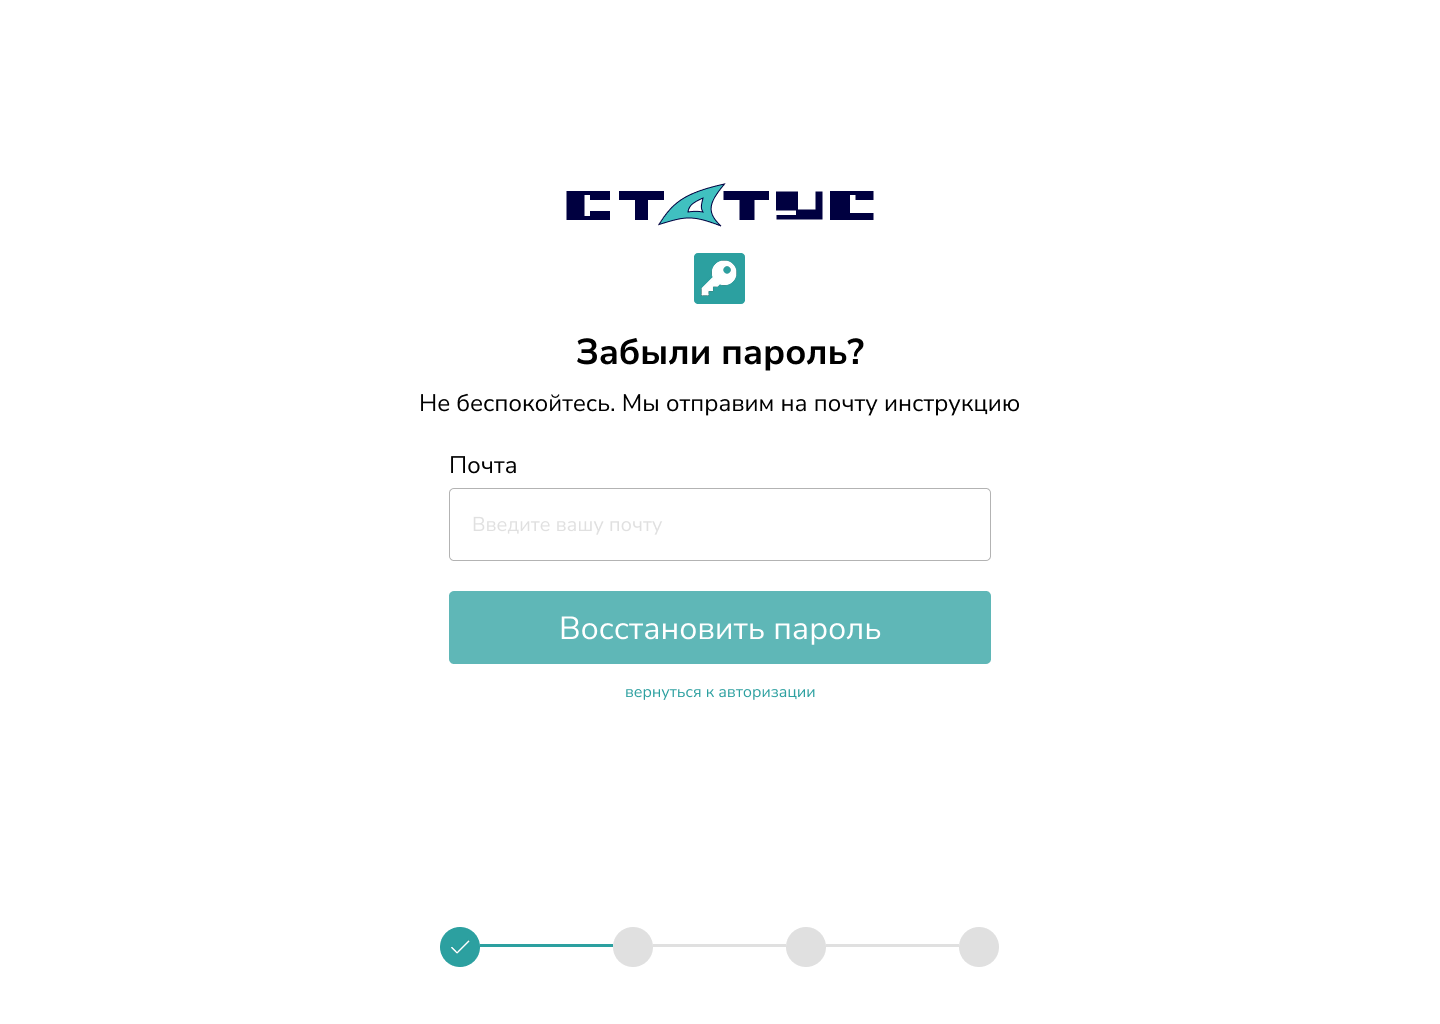 СТАТУС
Забыли пароль?
Не беспокойтесь. Мы отправим на почту инструкцию
Почта
Введите вашу почту
Восстановить пароль
вернуться к авторизации